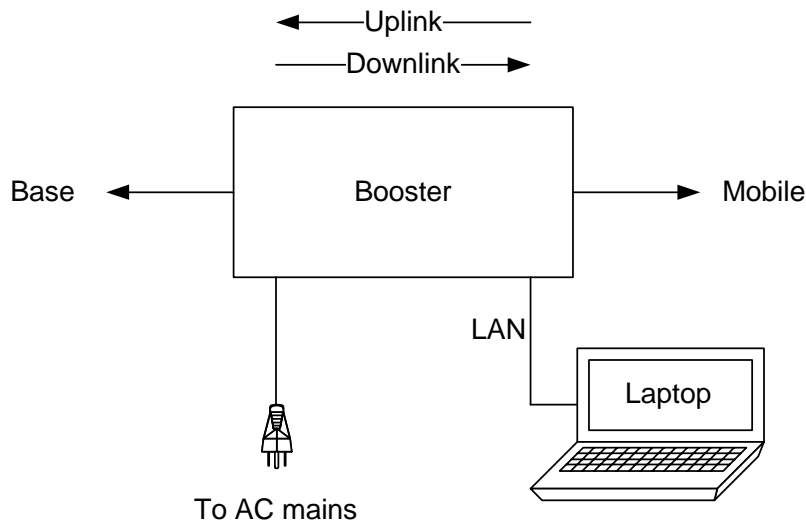 Uplink
Downlink
Base
Booster
Mobile
LAN
Laptop
To AC mains